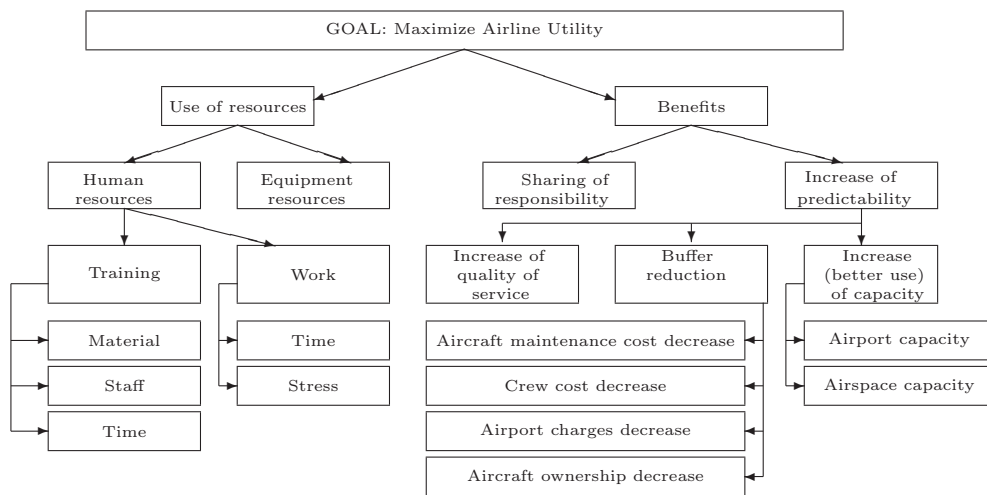 GOAL: Maximize Airline Utility
Use of resources
Benefits
Human
resources
Equipment
resources
Sharing of
responsibility
Increase of
predictability
Training
Work
Increase of
quality of
service
Buffer
reduction
Increase
(better use)
of capacity
Material
Time
Aircraft maintenance cost decrease
Airport capacity
Staff
Stress
Crew cost decrease
Airspace capacity
Time
Airport charges decrease
Aircraft ownership decrease